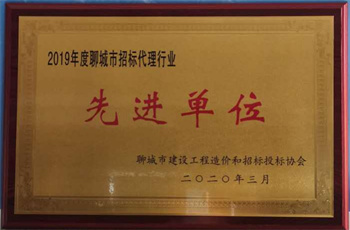 2019年度聊城市招标代理行业
先进单位
聊城市建设工程造价和招标投标协会
二〇二〇年三月